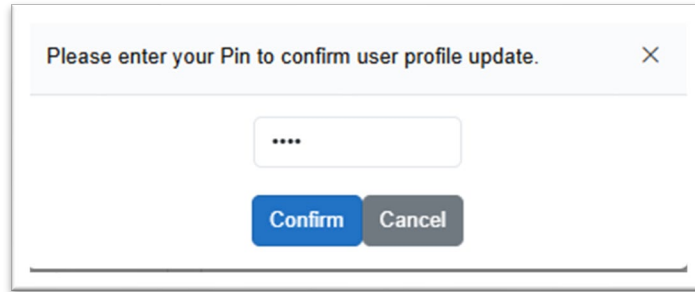 Please enter your Pin to confirm user profile update. ×
••••
Confirm Cancel